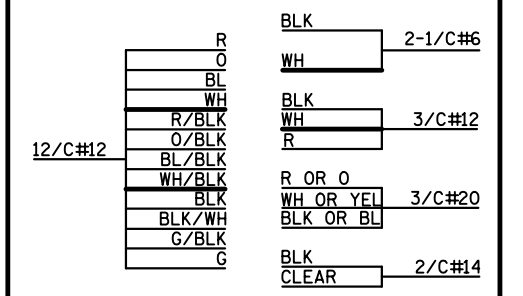 12/C#12
R
O
BL
WH
R/BLK
O/BLK
BL/BLK
WH/BLK
BLK
BLK/WH
G/BLK
G
BLK
WH
2-1/C#6
BLK
WH
R
3/C#12
R OR O
WH OR YEL
BLK OR BL
3/C#20
BLK
CLEAR
2/C#14